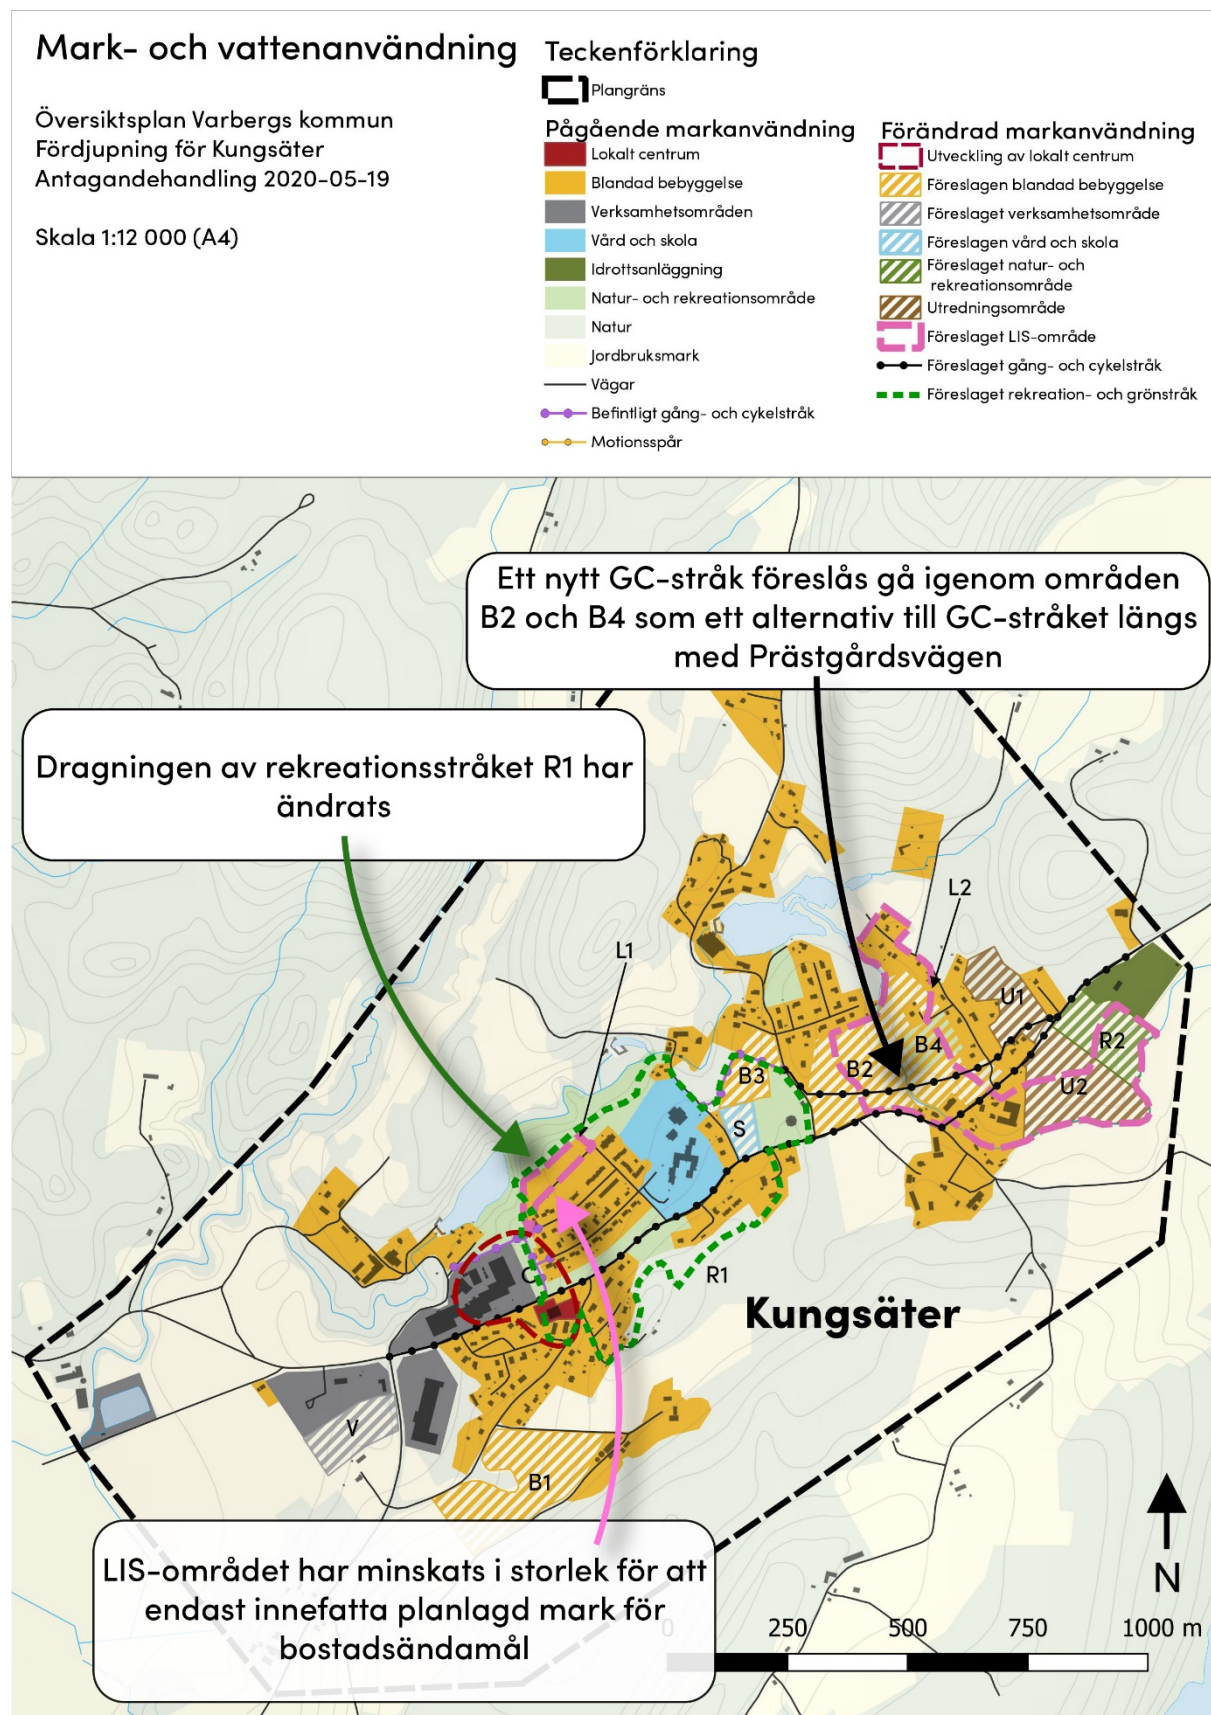 Mark- och vattenanvändning
Översiktsplan Varbergs kommun
Fördjupning för Kungsäter
Antagandehandling 2020-05-19
Skala 1:12 000 (A4)
Teckenförklaring
Plangräns
Pågående markanvändning
Lokalt centrum
Blandad bebyggelse
Verksamhetsområden
Vård och skola
Idrottsanläggning
Natur- och rekreationsområde
Natur
Jordbruksmark
Vägar
Befintligt gång- och cykelstråk
Motionsspår
Förändrad markanvändning
Utveckling av lokalt centrum
Föreslagen blandad bebyggelse
Föreslaget verksamhetsområde
Föreslagen vård och skola
Föreslaget natur- och
rekreationsområde
Utredningsområde
Föreslaget LIS-område
Föreslaget gång- och cykelstråk
Föreslaget rekreation- och grönstråk
Ett nytt GC-stråk föreslås gå igenom områden
B2 och B4 som ett alternativ till GC-stråket längs
med Prästgårdsvägen
Dragningen av rekreationsstråket R1 har
ändrats
L2
L1
U1
B4
R2
B2
B3
U2
S
R1
C
Kungsäter
V
B1
LIS-området har minskats i storlek för att
endast innefatta planlagd mark för
bostadsändamål
N
0 250 500 750 1000 m